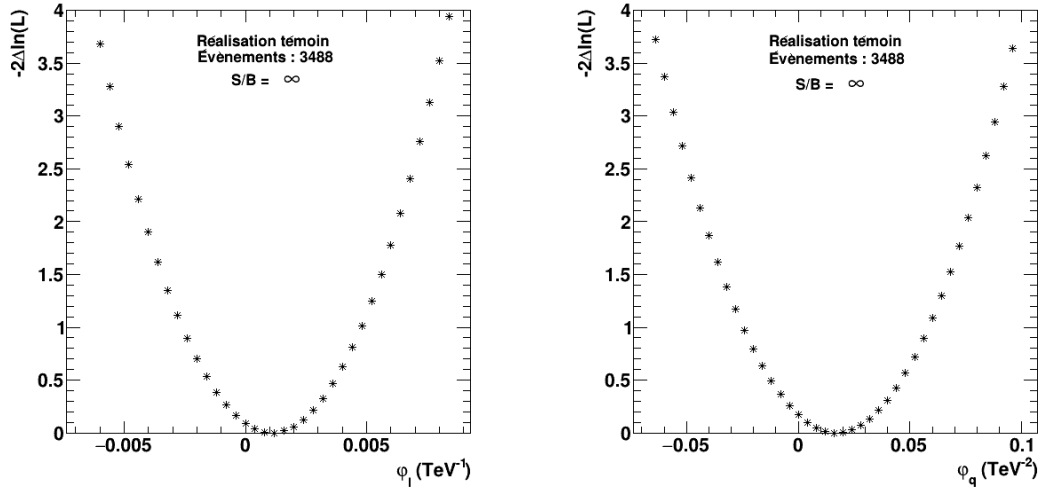 -2Δln(L)
Réalisation témoin
Évènements : 3488
S/B = ∞
4
3.5
3
2.5
2
1.5
1
0.5
0
−0.005
0
0.005
φl (TeV-1)
-2Δln(L)
Réalisation témoin
Évènements : 3488
S/B = ∞
4
3.5
3
2.5
2
1.5
1
0.5
0
−0.05
0
0.05
0.1
φq (TeV-2)